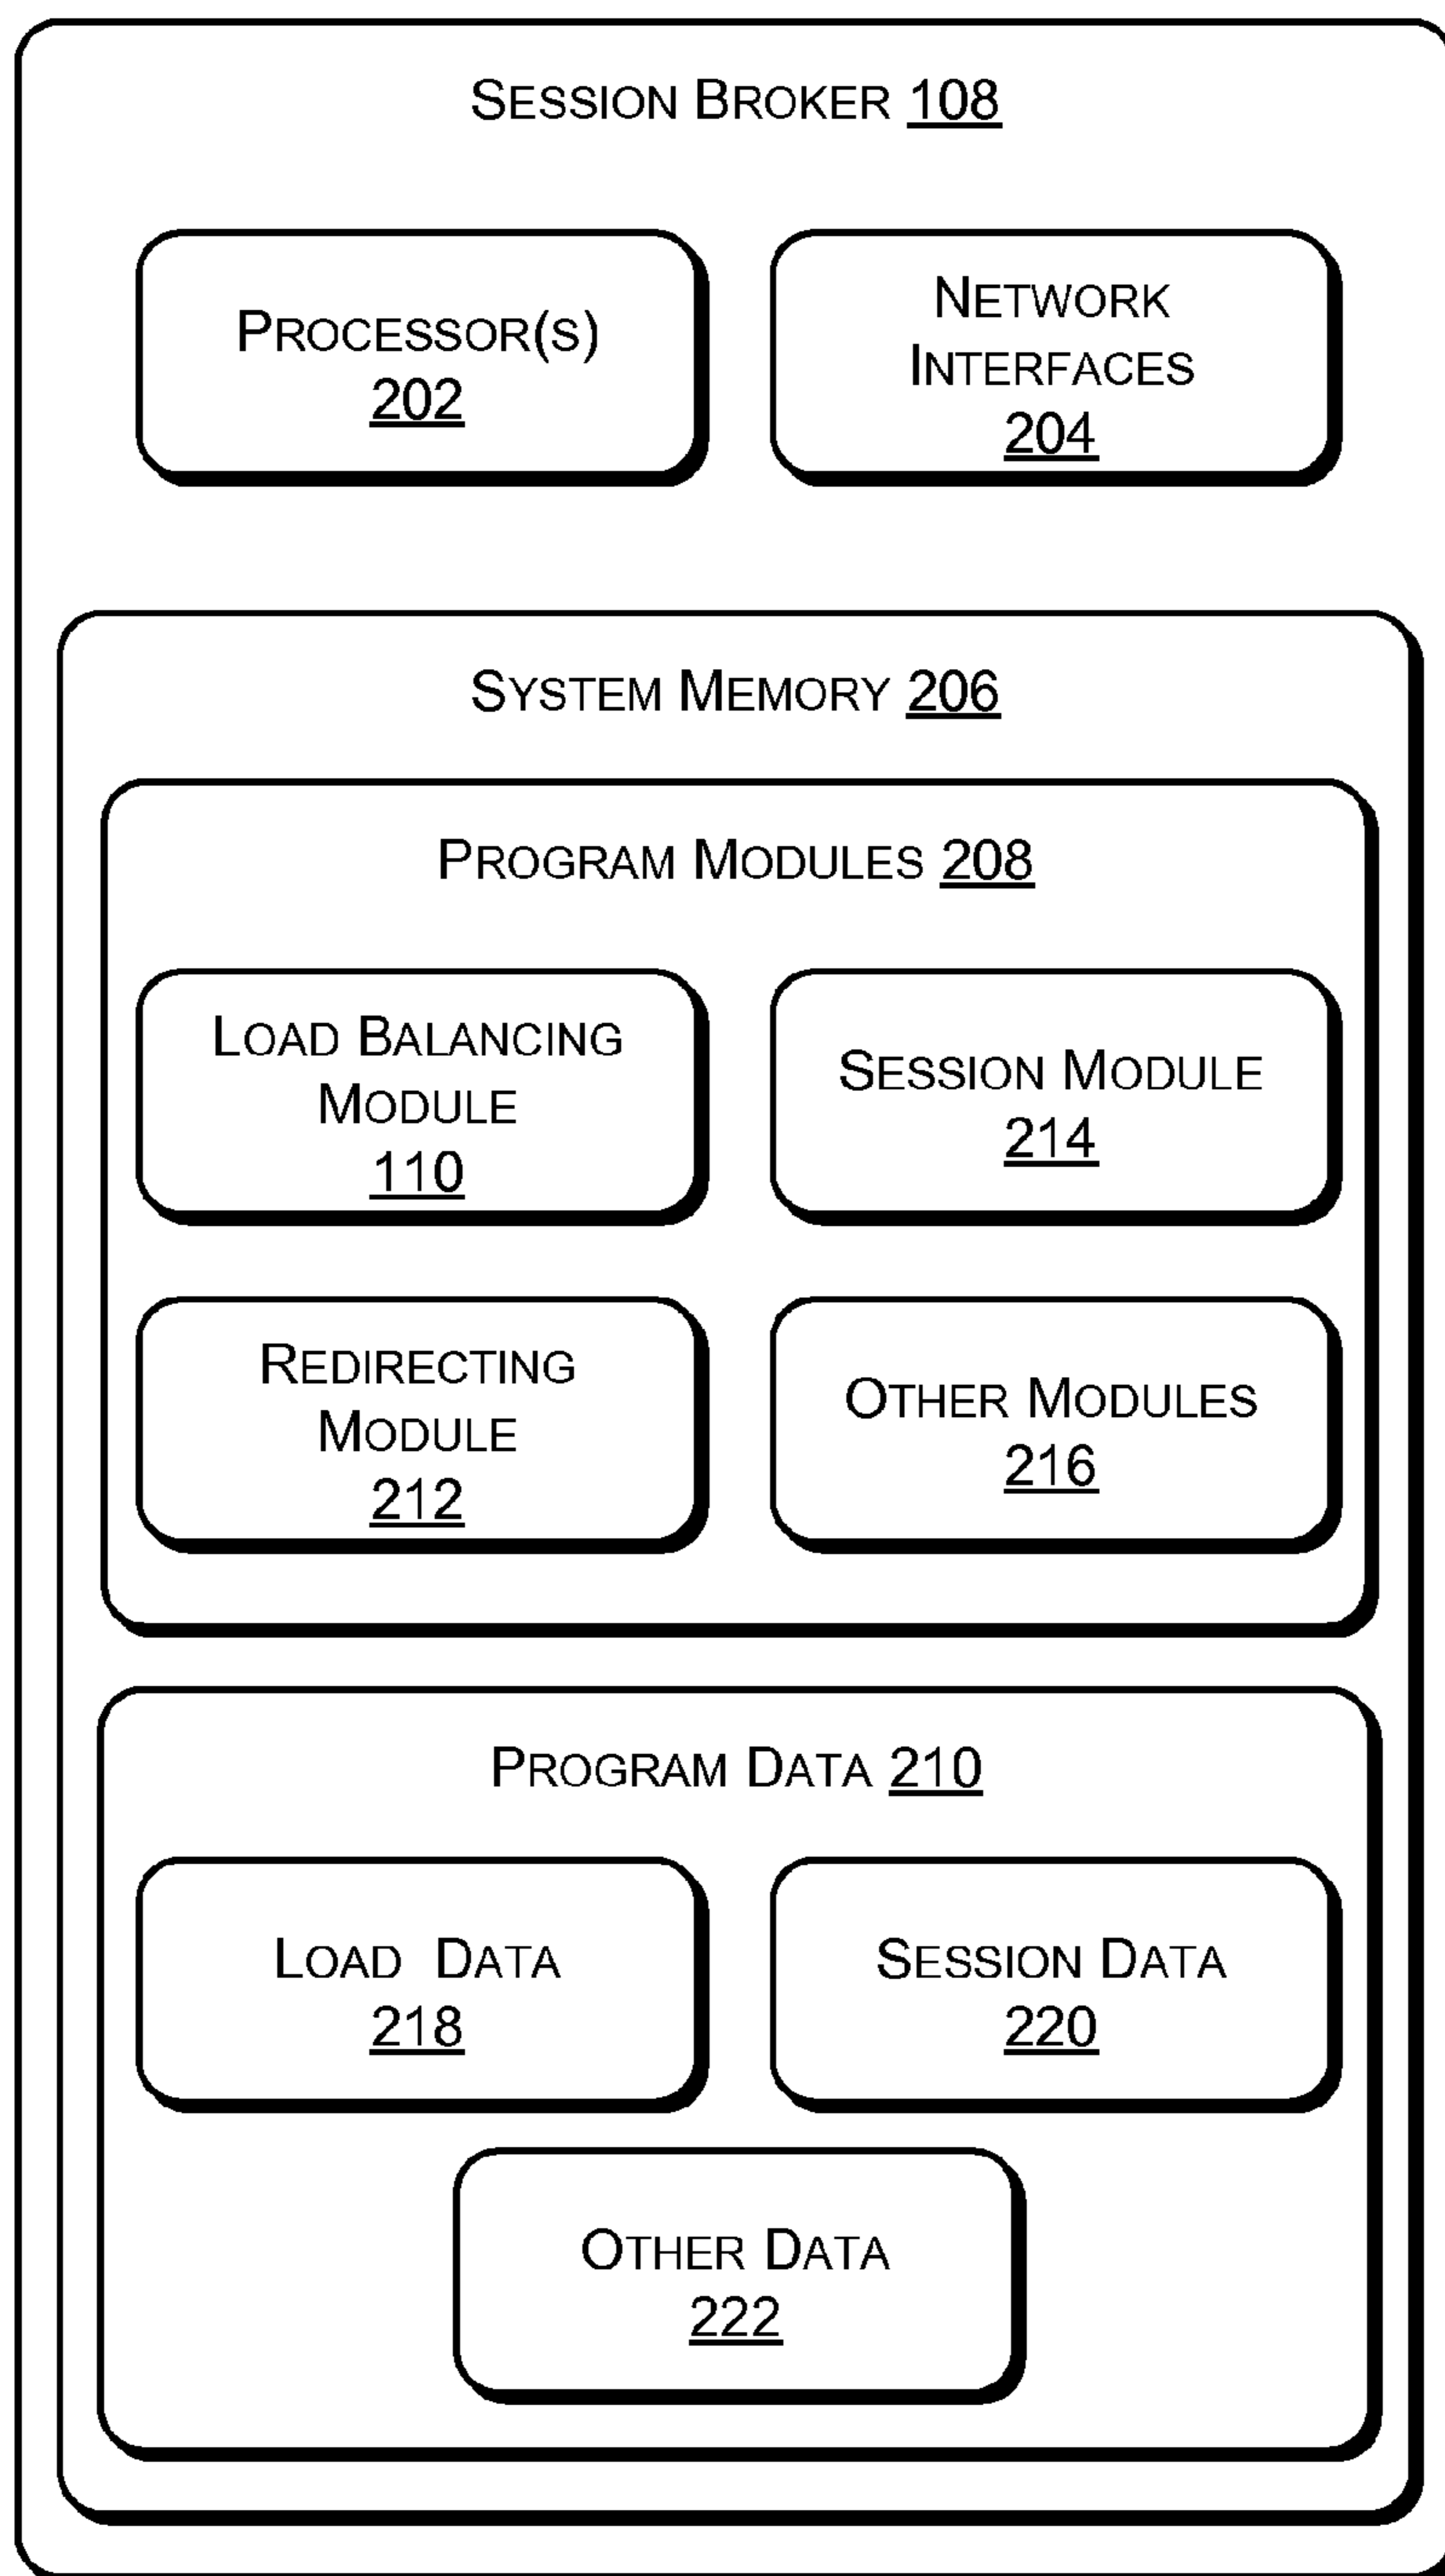 SESSION BROKER 108
PROCESSOR(S)
202
NETWORK
INTERFACES
204
SYSTEM MEMORY 206
PROGRAM MODULES 208
LOAD BALANCING
MODULE
110
SESSION MODULE
214
REDIRECTING
MODULE
212
OTHER MODULES
216
PROGRAM DATA 210
LOAD DATA
218
SESSION DATA
220
OTHER DATA
222